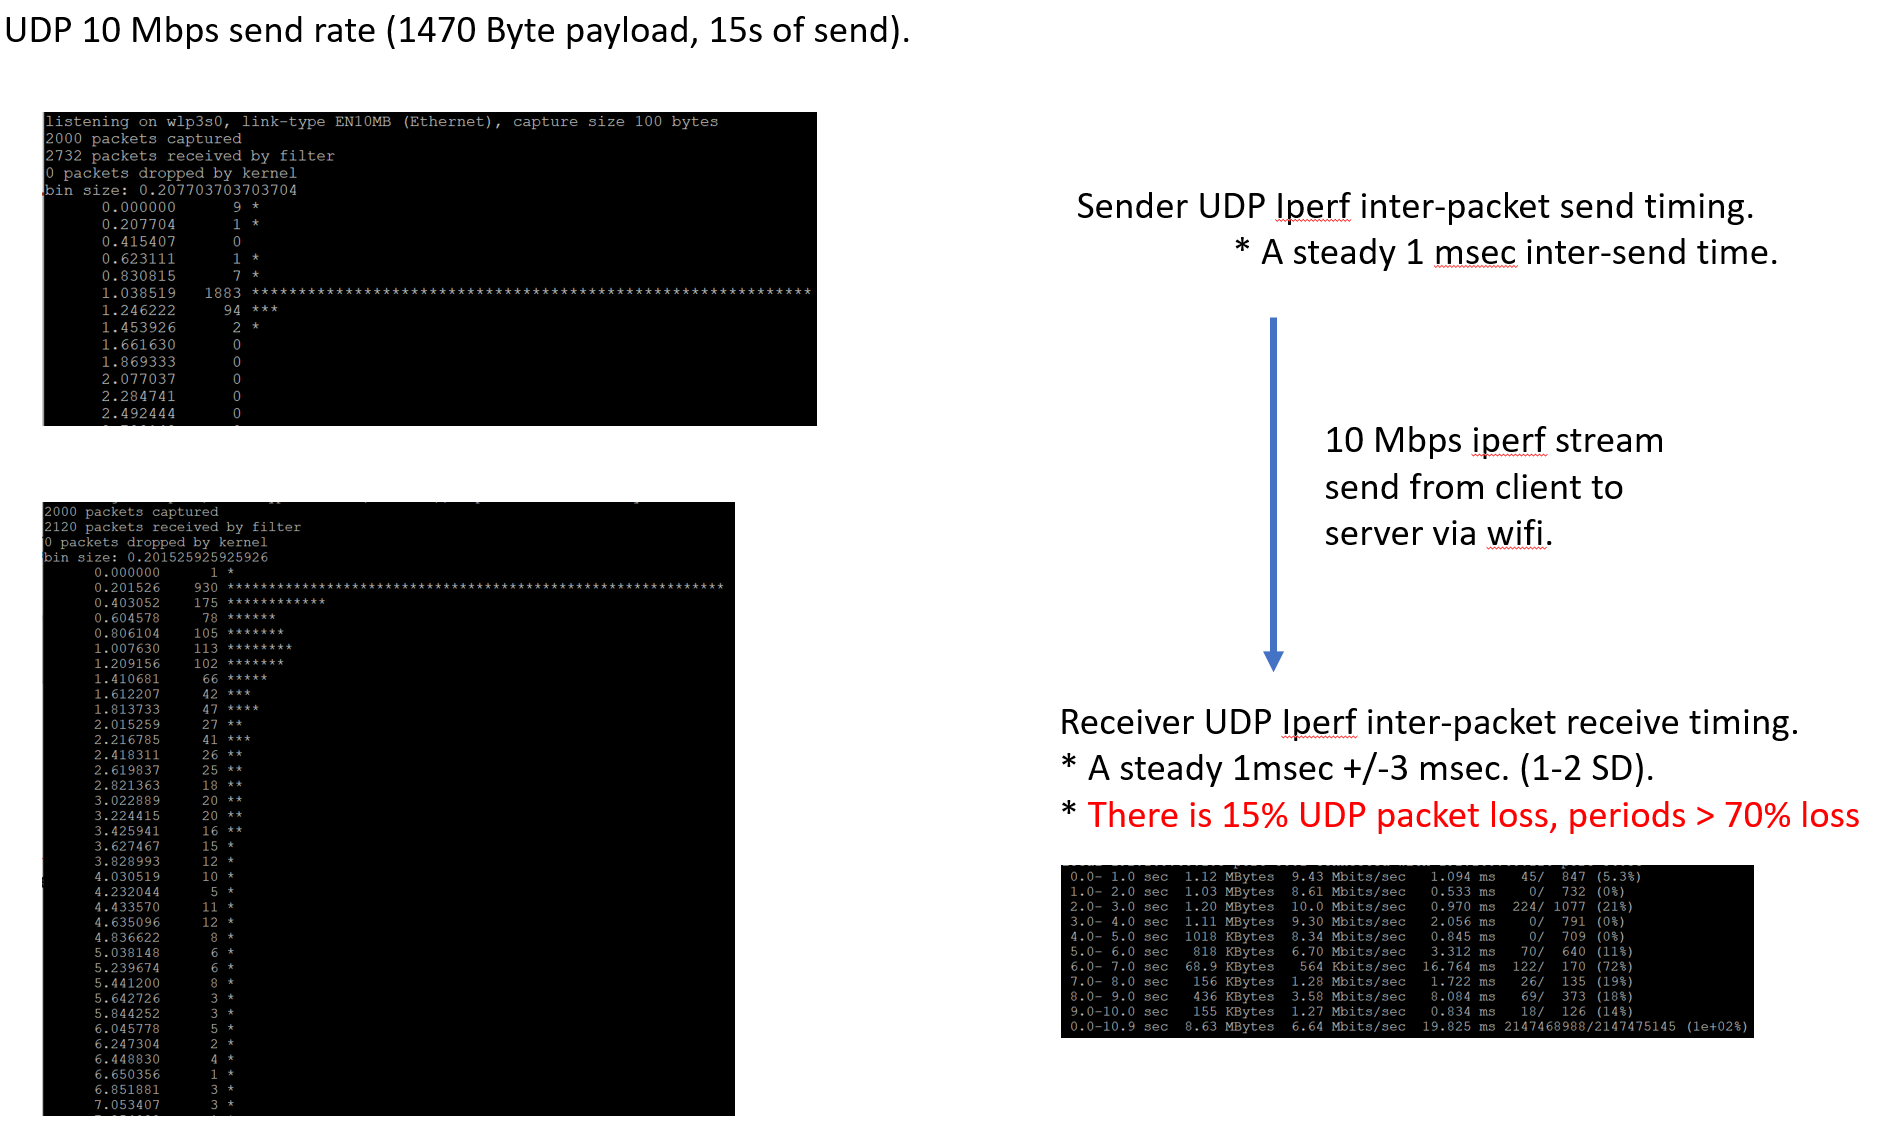 UDP 10 Mbps send rate (1470 Byte payload, 15s of send).
listening on wlp3s0, link-type EN10MB (Ethernet), capture size 100 bytes
2000 packets captured
2732 packets received by filter
0 packets dropped by kernel
bin size: 0.207703703703704
0.000000 9 *
0.207704 1 *
0.415407 0
0.623111 1 *
0.830815 7 *
1.038519 1883 ************************************************************
1.246222 94 ***
1.453926 2 *
1.661630 0
1.869333 0
2.077037 0
2.284741 0
2.492444 0
Sender UDP Iperf inter-packet send timing.
* A steady 1 msec inter-send time.
10 Mbps iperf stream
send from client to
server via wifi.
2000 packets captured
2120 packets received by filter
0 packets dropped by kernel
bin size: 0.201525925925926
0.000000 1 *
0.201526 930 ************************************************************
0.403052 175 ************
0.604578 78 ******
0.806104 105 *******
1.007630 113 ********
1.209156 102 *******
1.410681 66 *****
1.612207 42 ***
1.813733 47 ****
2.015259 27 **
2.216785 41 ***
2.418311 26 **
2.619837 25 **
2.821363 18 **
3.022889 20 **
3.224415 20 **
3.425941 16 **
3.627467 15 *
3.828993 12 *
4.030519 10 *
4.232044 5 *
4.433570 11 *
4.635096 12 *
4.836622 8 *
5.038148 6 *
5.239674 6 *
5.441200 8 *
5.642726 3 *
5.844252 3 *
6.045778 5 *
6.247304 2 *
6.448830 4 *
6.650356 1 *
6.851881 3 *
7.053407 3 *
Receiver UDP Iperf inter-packet receive timing.
* A steady 1msec +/-3 msec. (1-2 SD).
* There is 15% UDP packet loss, periods > 70% loss
0.0- 1.0 sec 1.12 MBytes 9.43 Mbits/sec 1.094 ms 45/ 847 (5.3%)
1.0- 2.0 sec 1.03 MBytes 8.61 Mbits/sec 0.533 ms 0/ 732 (0%)
2.0- 3.0 sec 1.20 MBytes 10.0 Mbits/sec 0.970 ms 224/ 1077 (21%)
3.0- 4.0 sec 1.11 MBytes 9.30 Mbits/sec 2.056 ms 0/ 791 (0%)
4.0- 5.0 sec 1018 KBytes 8.34 Mbits/sec 0.845 ms 0/ 709 (0%)
5.0- 6.0 sec 818 KBytes 6.70 Mbits/sec 3.312 ms 70/ 640 (11%)
6.0- 7.0 sec 68.9 KBytes 564 Kbits/sec 16.764 ms 122/ 170 (72%)
7.0- 8.0 sec 156 KBytes 1.28 Mbits/sec 1.722 ms 26/ 135 (19%)
8.0- 9.0 sec 436 KBytes 3.58 Mbits/sec 8.084 ms 69/ 373 (18%)
9.0-10.0 sec 155 KBytes 1.27 Mbits/sec 0.834 ms 18/ 126 (14%)
0.0-10.9 sec 8.63 MBytes 6.64 Mbits/sec 19.825 ms 2147468988/2147475145 (1e+02%)